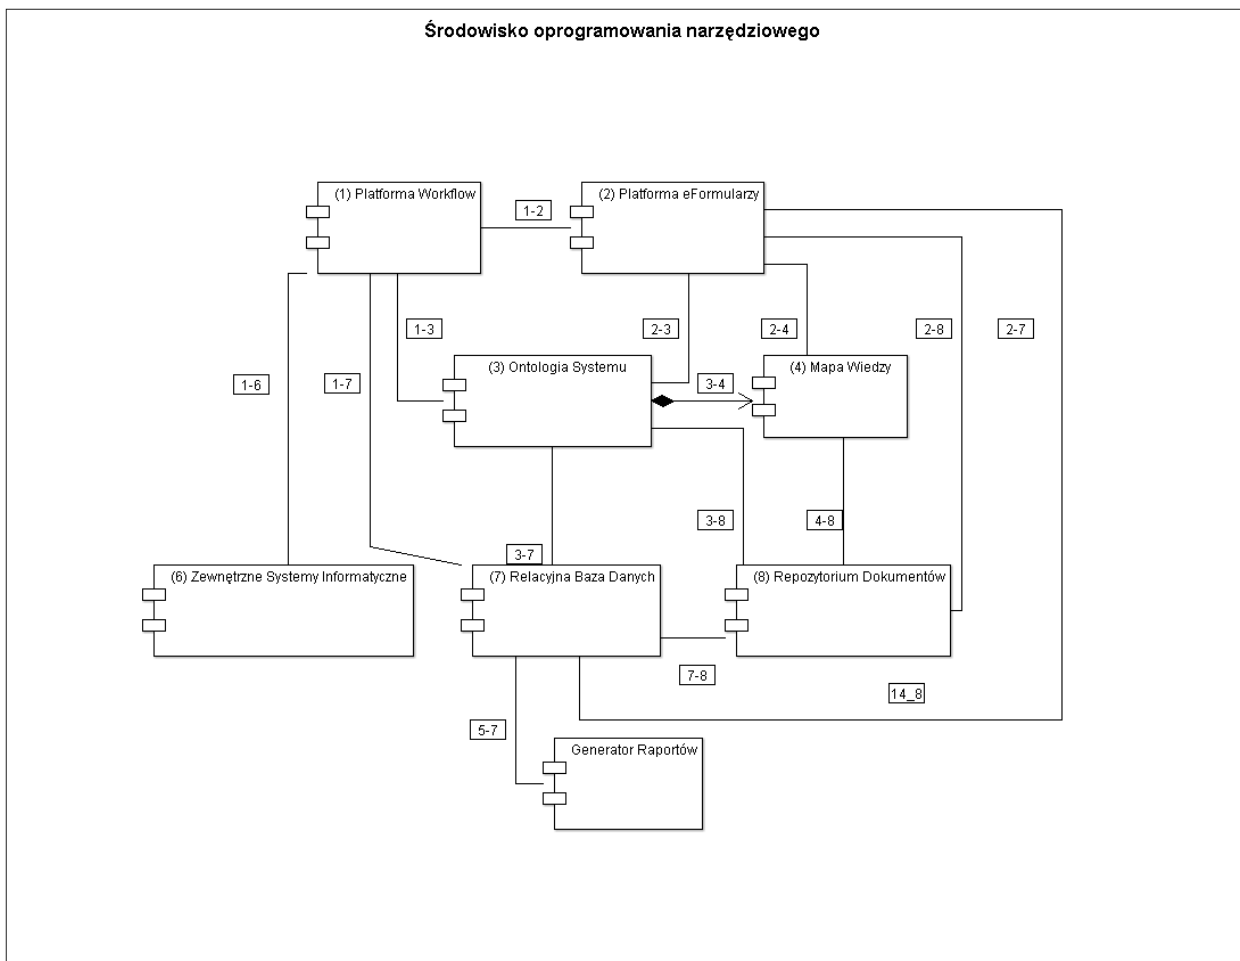 Środowisko oprogramowania narzędziowego
(1) Platforma Workflow
(2) Platforma eFormularzy
1-2
1-3
2-3
2-4
2-8
2-7
(3) Ontologia Systemu
(4) Mapa Wiedzy
3-4
1-6
1-7
3-8
4-8
3-7
(6) Zewnętrzne Systemy Informatyczne
(7) Relacyjna Baza Danych
(8) Repozytorium Dokumentów
7-8
14_8
5-7
Generator Raportów